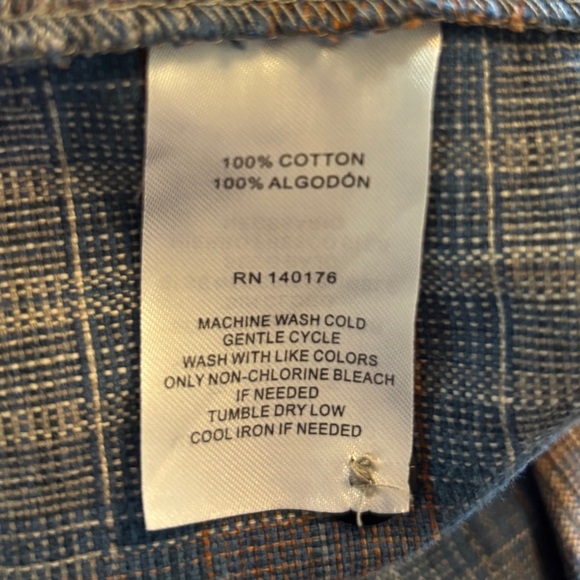 100% COTTON
100% ALGODÓN
RN 140176
MACHINE WASH COLD
GENTLE CYCLE
WASH WITH LIKE COLORS
ONLY NON-CHLORINE BLEACH
IF NEEDED
TUMBLE DRY LOW
COOL IRON IF NEEDED